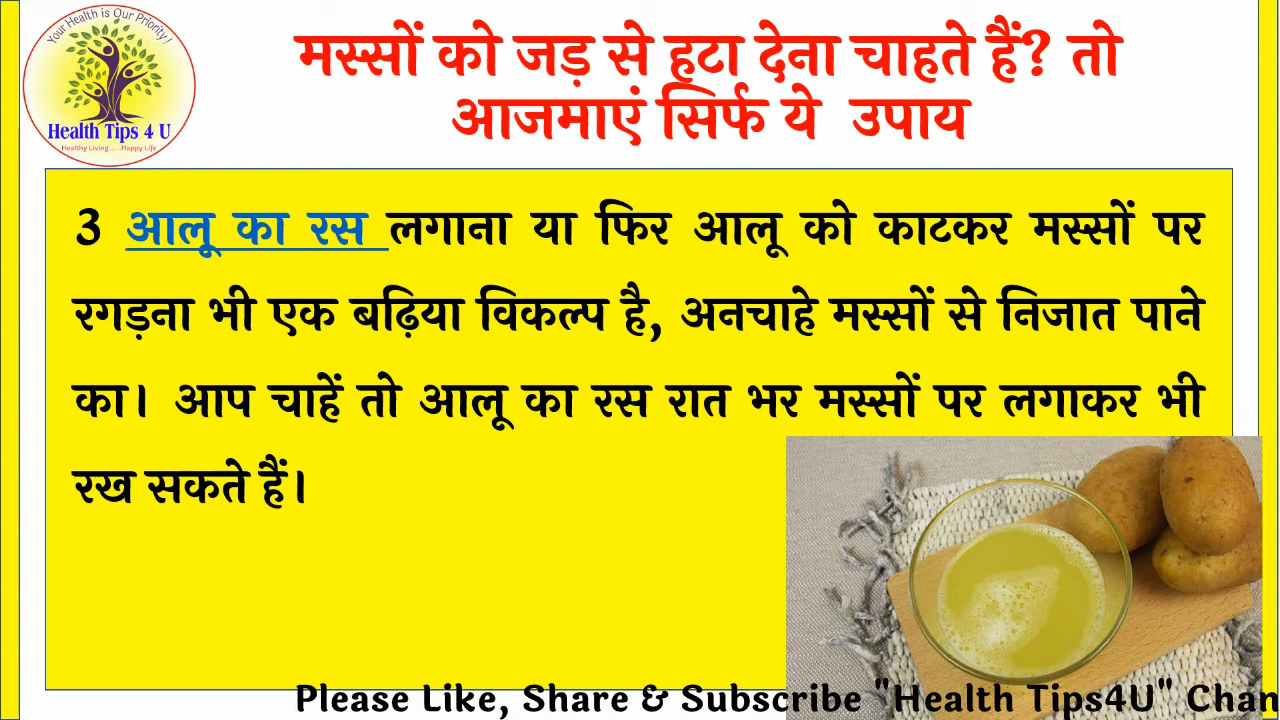 Your Health is Our Priority!
Health Tips 4 U
Healthy Living.....Happy Life
मस्सों को जड़ से हटा देना चाहते हैं? तो
आजमाएं सिर्फ ये उपाय
3 आलू का रस लगाना या फिर आलू को काटकर मस्सों पर
रगड़ना भी एक बढ़िया विकल्प है, अनचाहे मस्सों से निजात पाने
का। आप चाहें तो आलू का रस रात भर मस्सों पर लगाकर भी
रख सकते हैं।
Please Like, Share & Subscribe "Health Tips4U" Chan